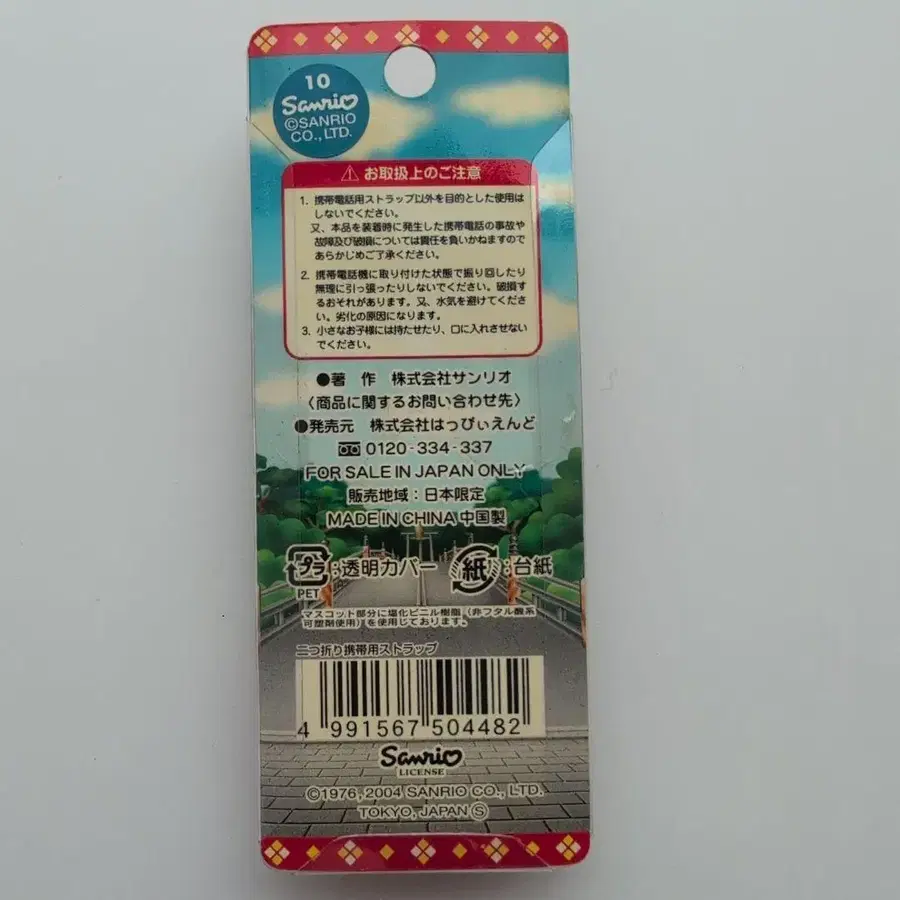 10
Sanrio
©SANRIO
CO., LTD.
⚠ お取扱上のご注意
1. 携帯電話用ストラップ以外を目的とした使用は
しないでください。
又、本品を装着時に発生した携帯電話の事故や
故障及び破損については責任を負いかねますので
あらかじめご了承ください。
2. 携帯電話機に取り付けた状態で振り回したり
無理に引っ張ったりしないでください。破損す
るおそれがあります。又、水気を避けてくださ
い。劣化の原因になります。
3. 小さなお子様には持たせたり、口に入れさせない
でください。
●著 作 株式会社サンリオ
〈商品に関するお問い合わせ先〉
●発売元 株式会社はっぴぃえんど
0120-334-337
FOR SALE IN JAPAN ONLY
販売地域：日本限定
MADE IN CHINA 中国製
プラ：透明カバー 紙：台紙
PET
マスコット部分に塩化ビニル樹脂（非フタル酸系
可塑剤使用）を使用しております。
二つ折り携帯用ストラップ
4 991567 504482
Sanrio
LICENSE
©1976, 2004 SANRIO CO., LTD.
TOKYO, JAPAN Ⓢ